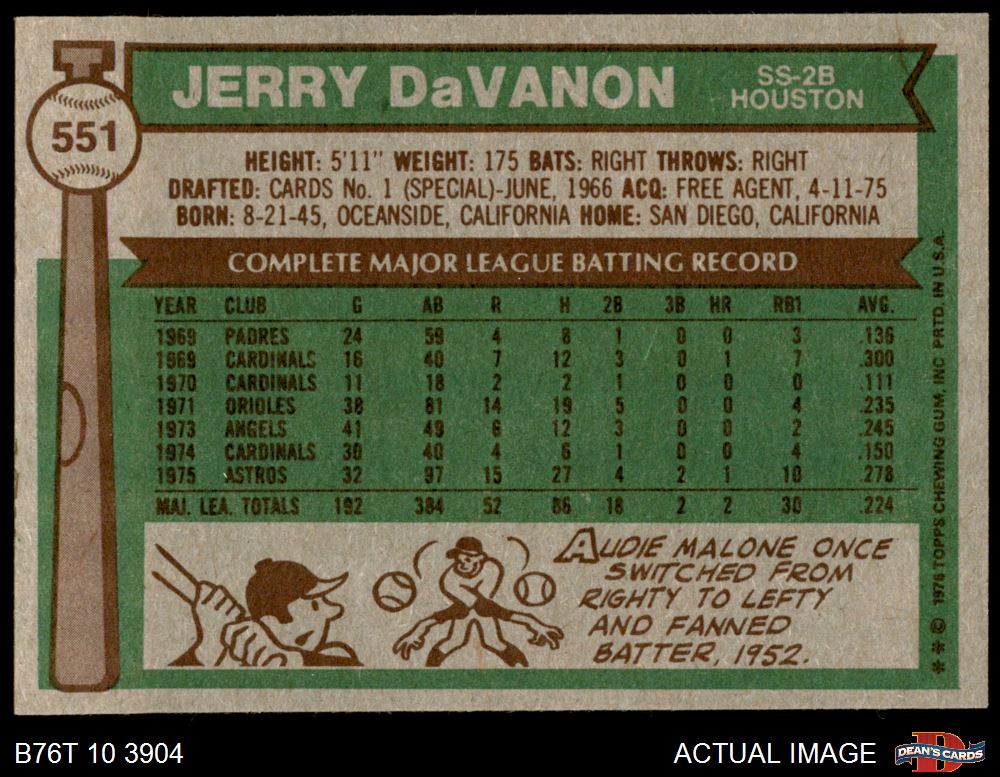 551
JERRY DaVANON
SS-2B
HOUSTON
HEIGHT: 5'11" WEIGHT: 175 BATS: RIGHT THROWS: RIGHT
DRAFTED: CARDS No. 1 (SPECIAL)-JUNE, 1966 ACQ: FREE AGENT, 4-11-75
BORN: 8-21-45, OCEANSIDE, CALIFORNIA HOME: SAN DIEGO, CALIFORNIA
COMPLETE MAJOR LEAGUE BATTING RECORD
YEAR CLUB G AB R H 2B 3B HR RBI AVG.
1969 PADRES 24 59 4 8 1 0 0 3 .136
1969 CARDINALS 16 40 7 12 3 0 1 7 .300
1970 CARDINALS 11 18 2 2 1 0 0 0 .111
1971 ORIOLES 38 81 14 19 5 0 0 4 .235
1973 ANGELS 41 49 6 12 3 0 0 2 .245
1974 CARDINALS 30 40 4 6 1 0 0 4 .150
1975 ASTROS 32 97 15 27 4 2 1 10 .278
MAJ. LEA. TOTALS 192 384 52 86 18 2 2 30 .224
AUDIE MALONE ONCE
SWITCHED FROM
RIGHTY TO LEFTY
AND FANNED
BATTER, 1952.
* * © 1976 TOPPS CHEWING GUM, INC. PRTD. IN U.S.A.
B76T 10 3904
ACTUAL IMAGE
DEAN'S CARDS